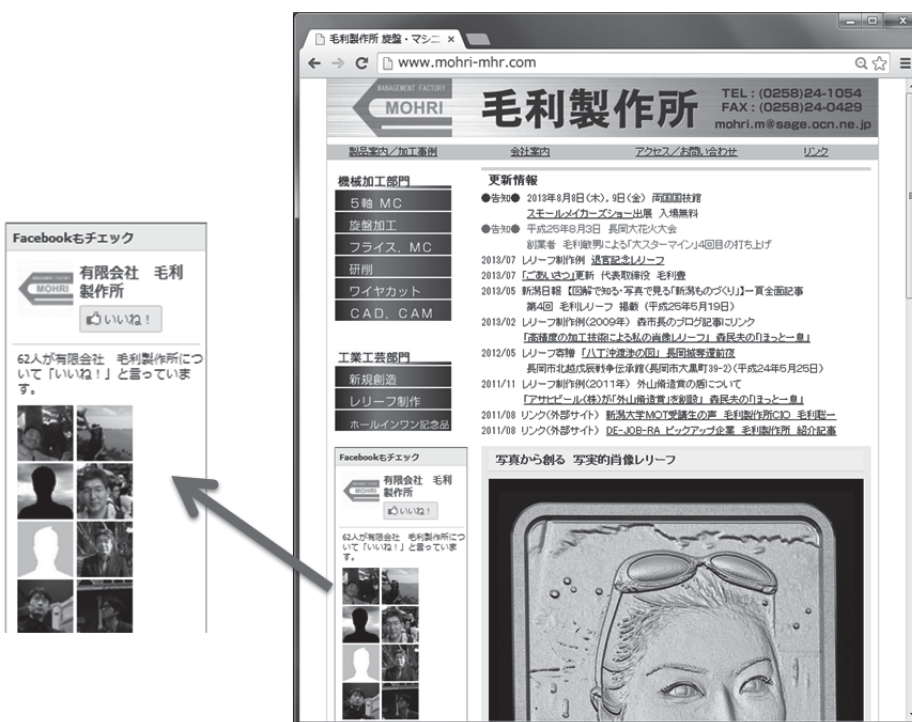 Facebookもチェック
MOHRI
有限会社 毛利
製作所
いいね！
62人が有限会社 毛利製作所につ
いて「いいね！」と言っていま
す。
毛利製作所 旋盤・マシニ ×
www.mohri-mhr.com
MANAGEMENT FACTORY
MOHRI
毛利製作所
TEL : (0258)24-1054
FAX : (0258)24-0429
mohri.m@sage.ocn.ne.jp
製品案内／加工事例 会社案内 アクセス／お問い合わせ リンク
機械加工部門
5軸 MC
旋盤加工
フライス, MC
研削
ワイヤカット
CAD, CAM
工業工芸部門
新規創造
レリーフ制作
ホールインワン記念品
Facebookもチェック
MOHRI
有限会社 毛利
製作所
いいね！
62人が有限会社 毛利製作所につ
いて「いいね！」と言っていま
す。
更新情報
●告知● 2013年8月8日(木), 9日(金) 両国国技館
スモールメイカーズショー出展 入場無料
●告知● 平成25年8月3日 長岡大花火大会
創業者 毛利敏男による「大スターマイン」4回目の打ち上げ
2013/07 レリーフ制作例 退官記念レリーフ
2013/07 「ごあいさつ」更新 代表取締役 毛利豊
2013/05 新潟日報 【図解で知る・写真で見る「新潟ものづくり」】一頁全面記事
第4回 毛利レリーフ 掲載 (平成25年5月19日)
2013/02 レリーフ制作例(2009年) 森市長のブログ記事にリンク
「高精度の加工技術による私の肖像レリーフ」 森民夫の「ほっと一息」
2012/05 レリーフ寄贈 「八丁沖渡渉の図」 長岡城奪還前夜
長岡市北越戊辰戦争伝承館(長岡市大黒町39-2)(平成24年5月25日)
2011/11 レリーフ制作例(2011年) 外山脩造賞の盾について
「アサヒビール(株)が「外山脩造賞」を創設」 森民夫の「ほっと一息」
2011/08 リンク(外部サイト) 新潟大学MOT受講生の声 毛利製作所CIO 毛利聡一
2011/08 リンク(外部サイト) DE-JOB-RA ピックアップ企業 毛利製作所 紹介記事
写真から創る 写実的肖像レリーフ